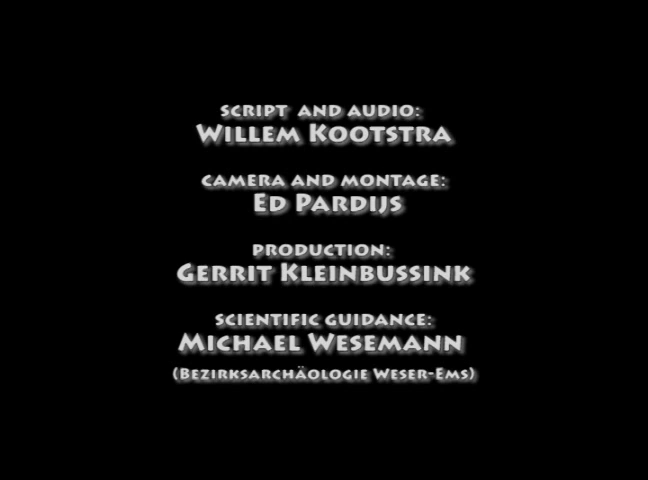 SCRIPT AND AUDIO:
WILLEM KOOTSTRA
CAMERA AND MONTAGE:
ED PARDIJS
PRODUCTION:
GERRIT KLEINBUSSINK
SCIENTIFIC GUIDANCE:
MICHAEL WESEMANN
(BEZIRKSARCHÄOLOGIE WESER-EMS)